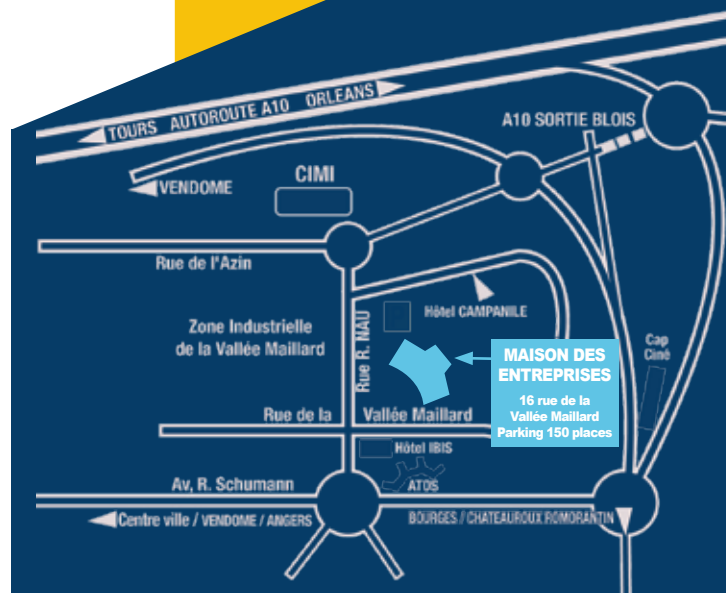 TOURS AUTOROUTE A10 ORLEANS
A10 SORTIE BLOIS
VENDOME
CIMI
Rue de l'Azin
Hôtel CAMPANILE
Zone Industrielle
de la Vallée Maillard
Rue R. NAU
Cap
Ciné
MAISON DES
ENTREPRISES
16 rue de la
Vallée Maillard
Parking 150 places
Rue de la Vallée Maillard
Hôtel IBIS
Av, R. Schumann
ATOS
Centre ville / VENDOME / ANGERS
BOURGES / CHATEAUROUX ROMORANTIN